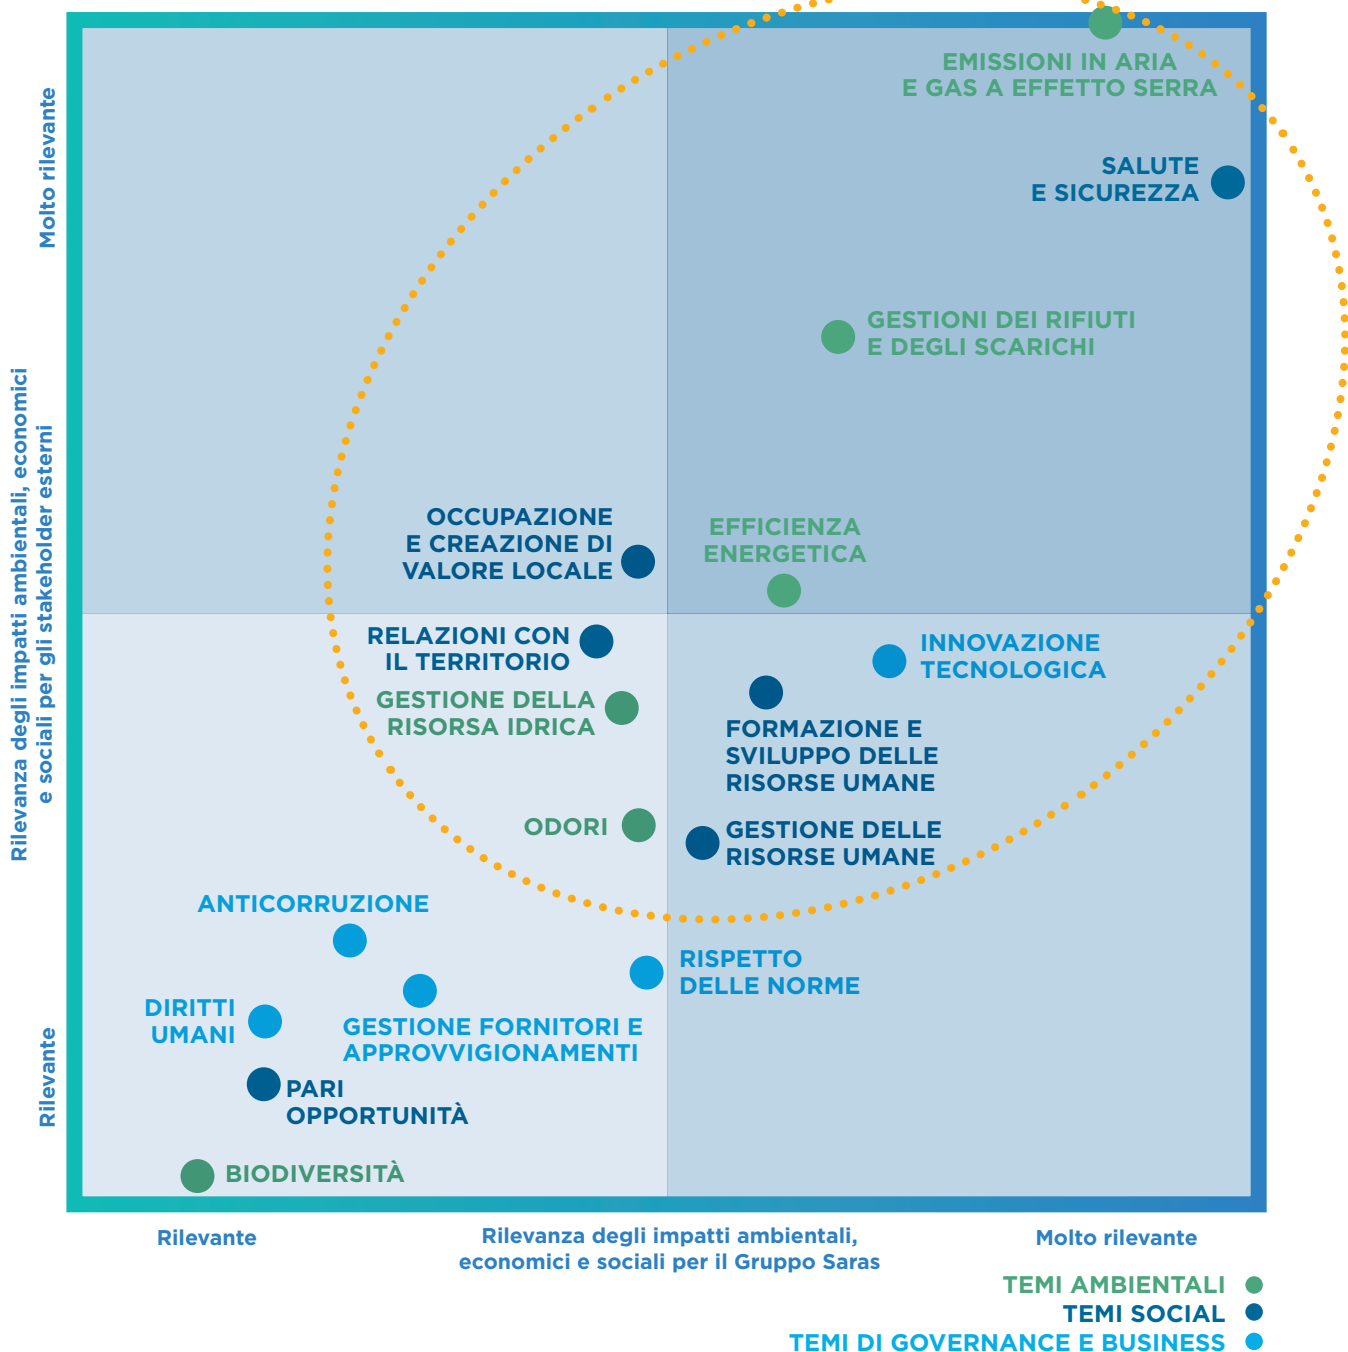 EMISSIONI IN ARIA
E GAS A EFFETTO SERRA
SALUTE
E SICUREZZA
GESTIONI DEI RIFIUTI
E DEGLI SCARICHI
OCCUPAZIONE
E CREAZIONE DI
VALORE LOCALE
EFFICIENZA
ENERGETICA
RELAZIONI CON
IL TERRITORIO
INNOVAZIONE
TECNOLOGICA
GESTIONE DELLA
RISORSA IDRICA
FORMAZIONE E
SVILUPPO DELLE
RISORSE UMANE
ODORI
GESTIONE DELLE
RISORSE UMANE
ANTICORRUZIONE
RISPETTO
DELLE NORME
DIRITTI
UMANI
GESTIONE FORNITORI E
APPROVVIGIONAMENTI
PARI
OPPORTUNITÀ
BIODIVERSITÀ
Molto rilevante
Rilevanza degli impatti ambientali, economici
e sociali per gli stakeholder esterni
Rilevante
Rilevante
Rilevanza degli impatti ambientali,
economici e sociali per il Gruppo Saras
Molto rilevante
TEMI AMBIENTALI
TEMI SOCIAL
TEMI DI GOVERNANCE E BUSINESS